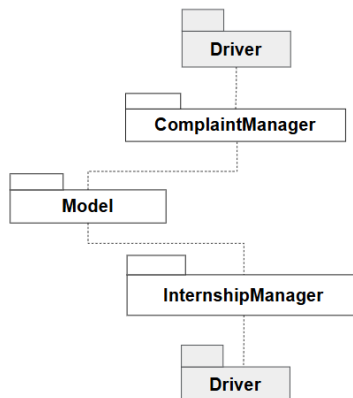 Driver
ComplaintManager
Model
InternshipManager
Driver